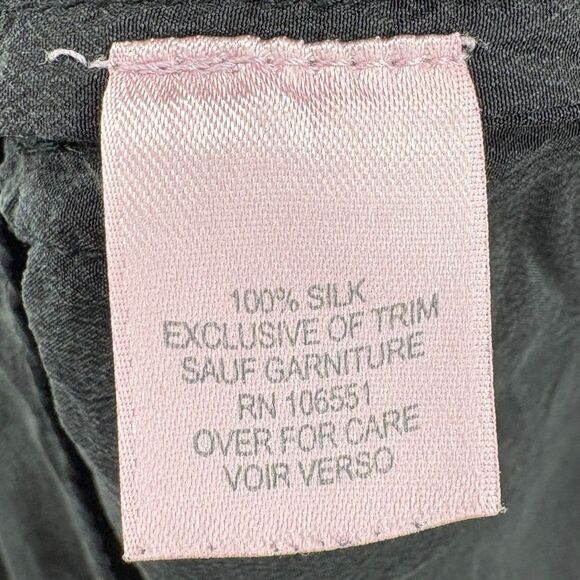 100% SILK
EXCLUSIVE OF TRIM
SAUF GARNITURE
RN 106551
OVER FOR CARE
VOIR VERSO